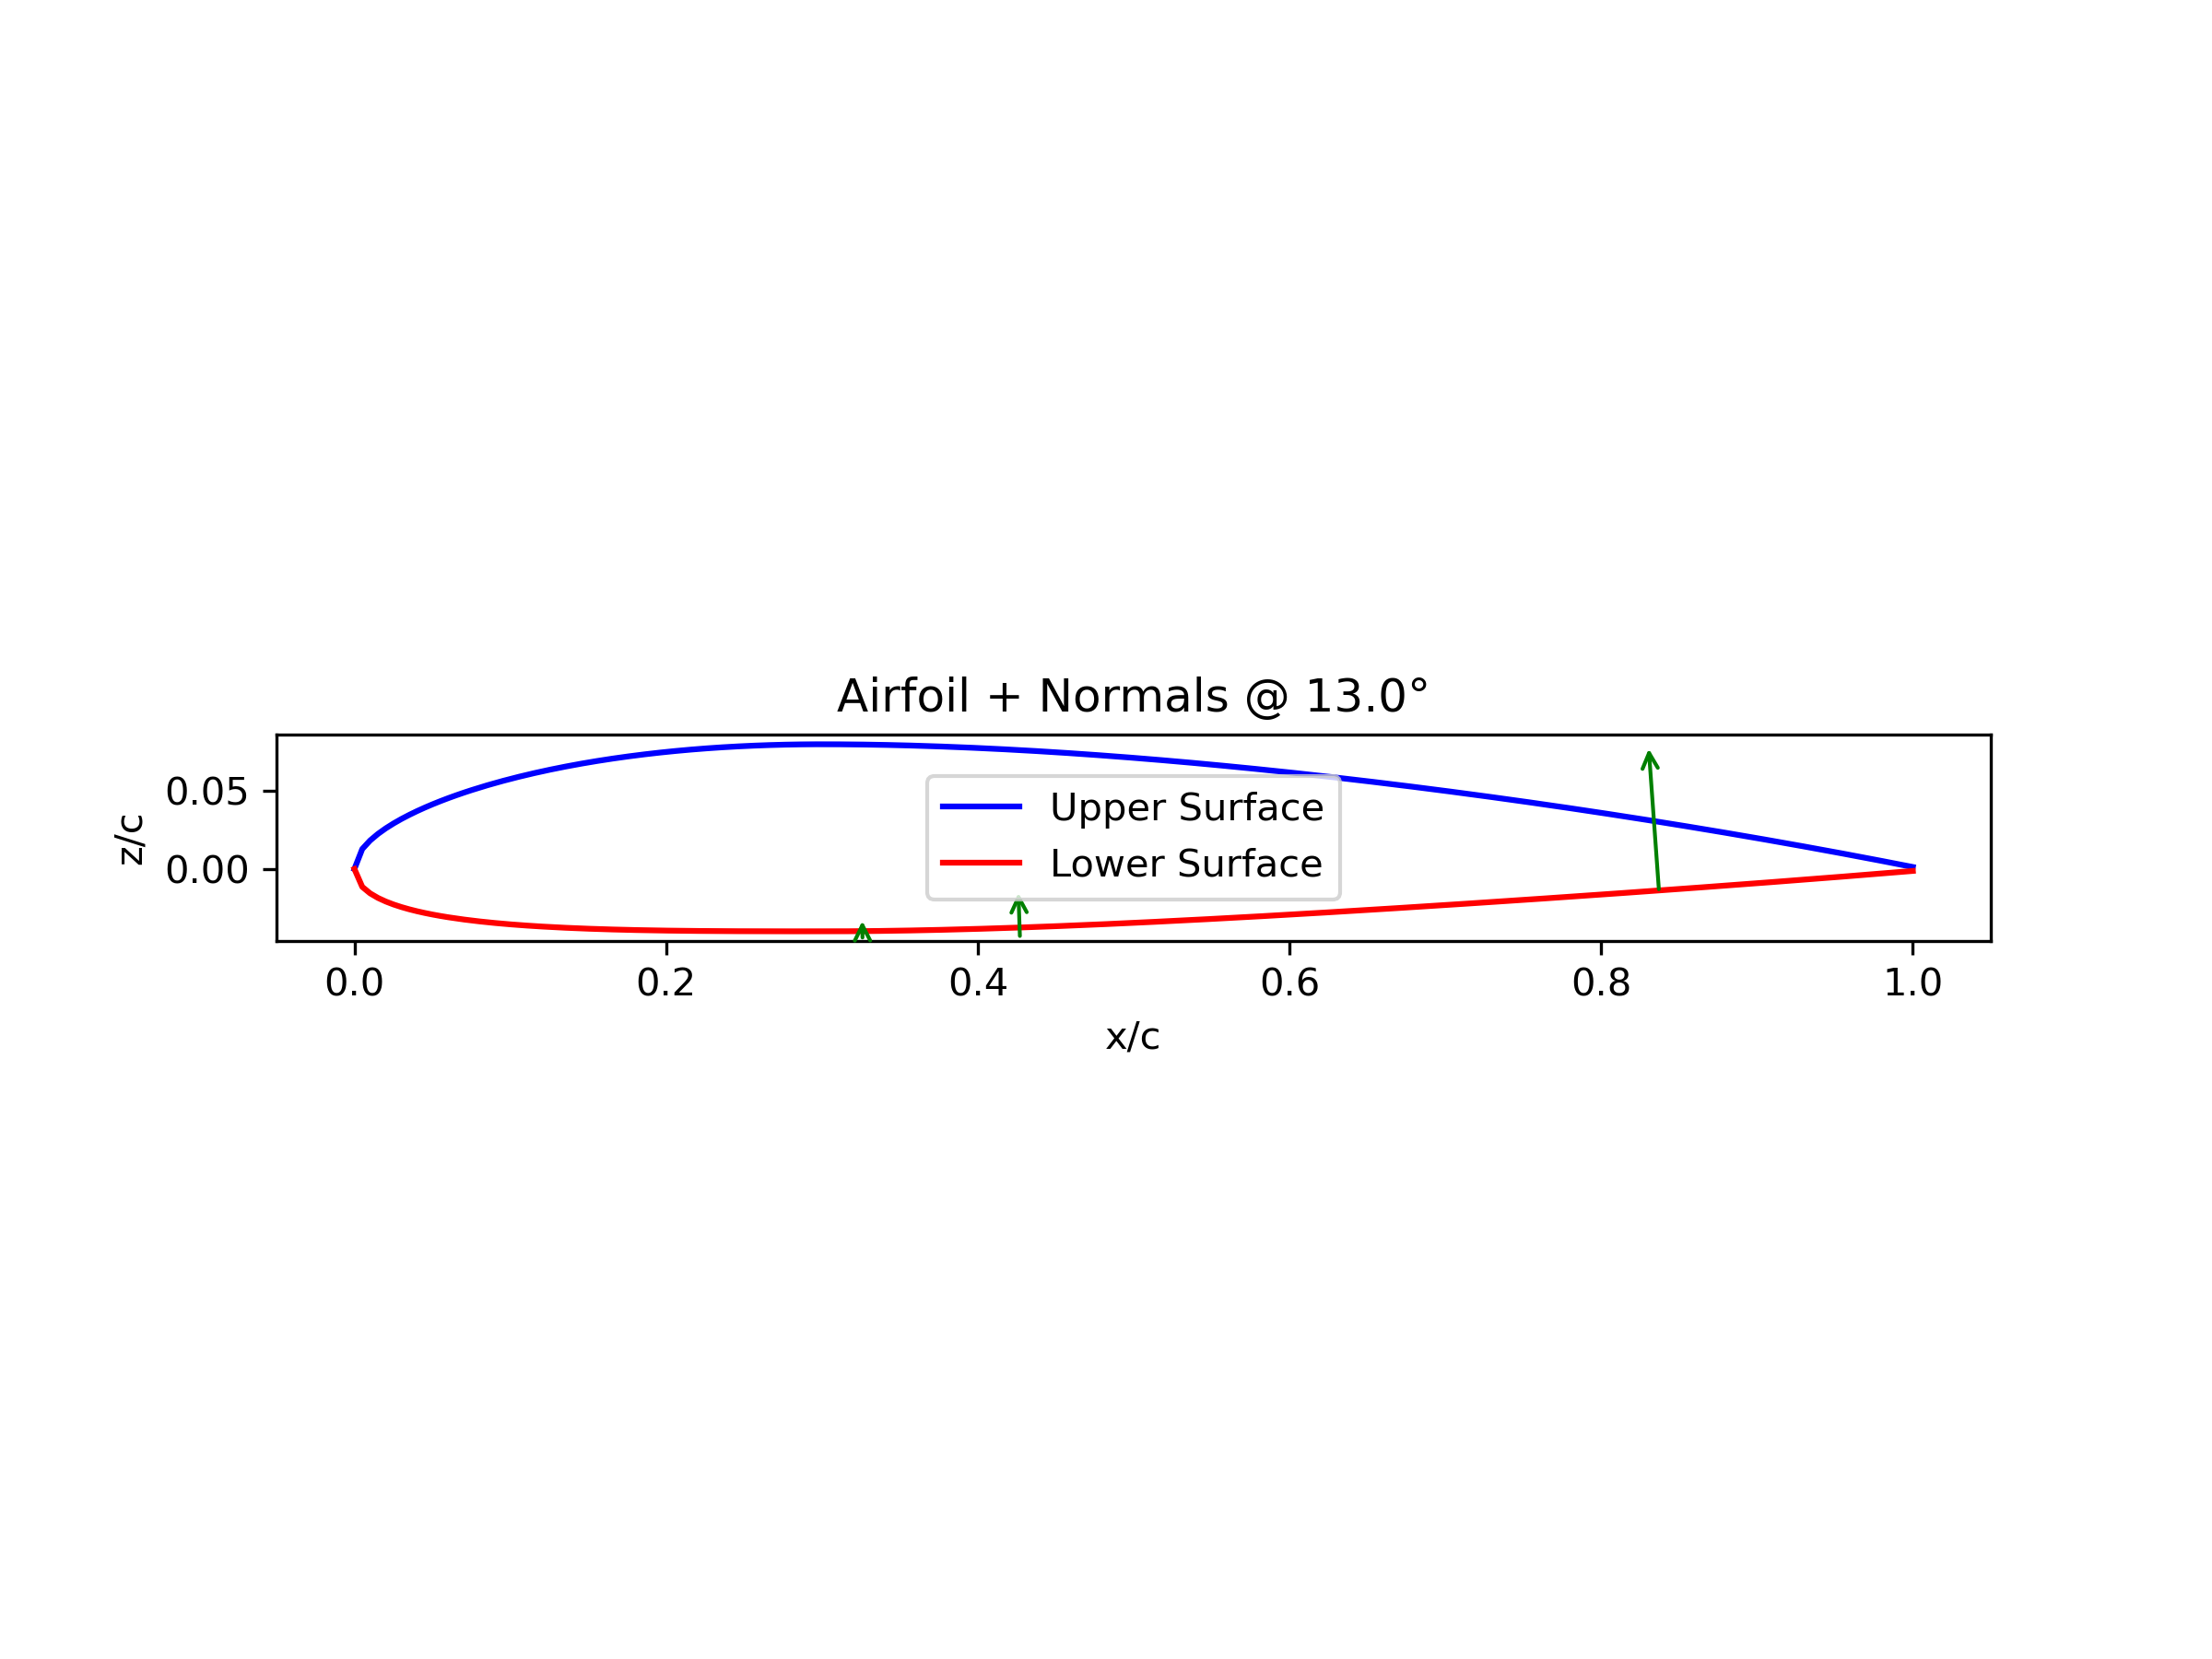 Airfoil + Normals @ 13.0°
z/c
0.05
0.00
Upper Surface
Lower Surface
0.0 0.2 0.4 0.6 0.8 1.0
x/c